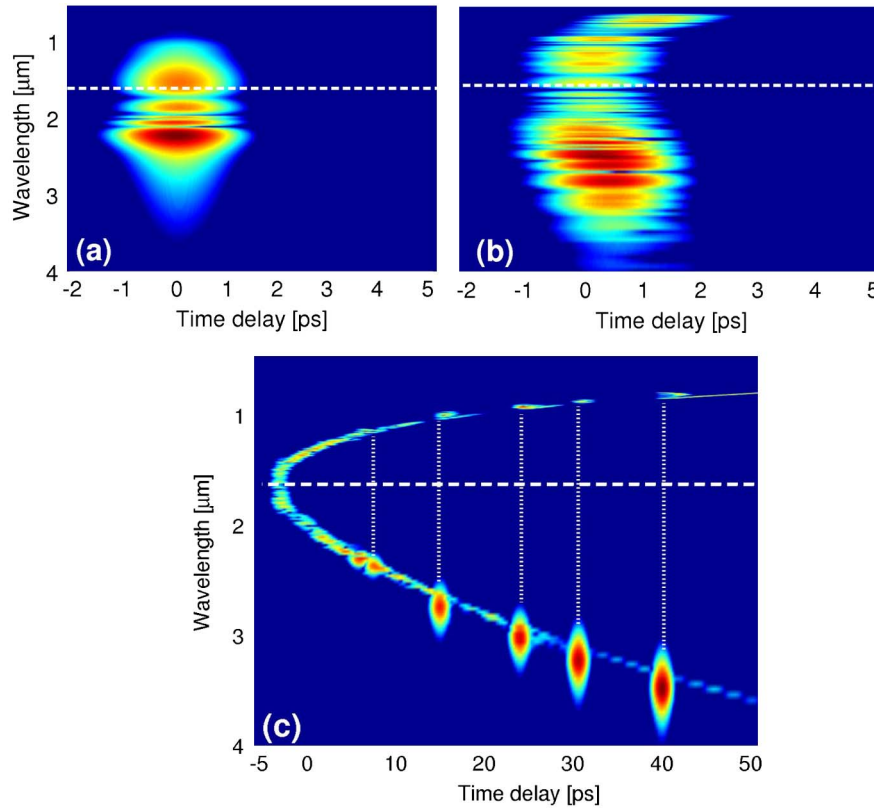 1
2
3
4
Wavelength [μm]
(a)
-2 -1 0 1 2 3 4 5
Time delay [ps]
(b)
-2 -1 0 1 2 3 4 5
Time delay [ps]
1
2
3
4
Wavelength [μm]
(c)
-5 0 10 20 30 40 50
Time delay [ps]